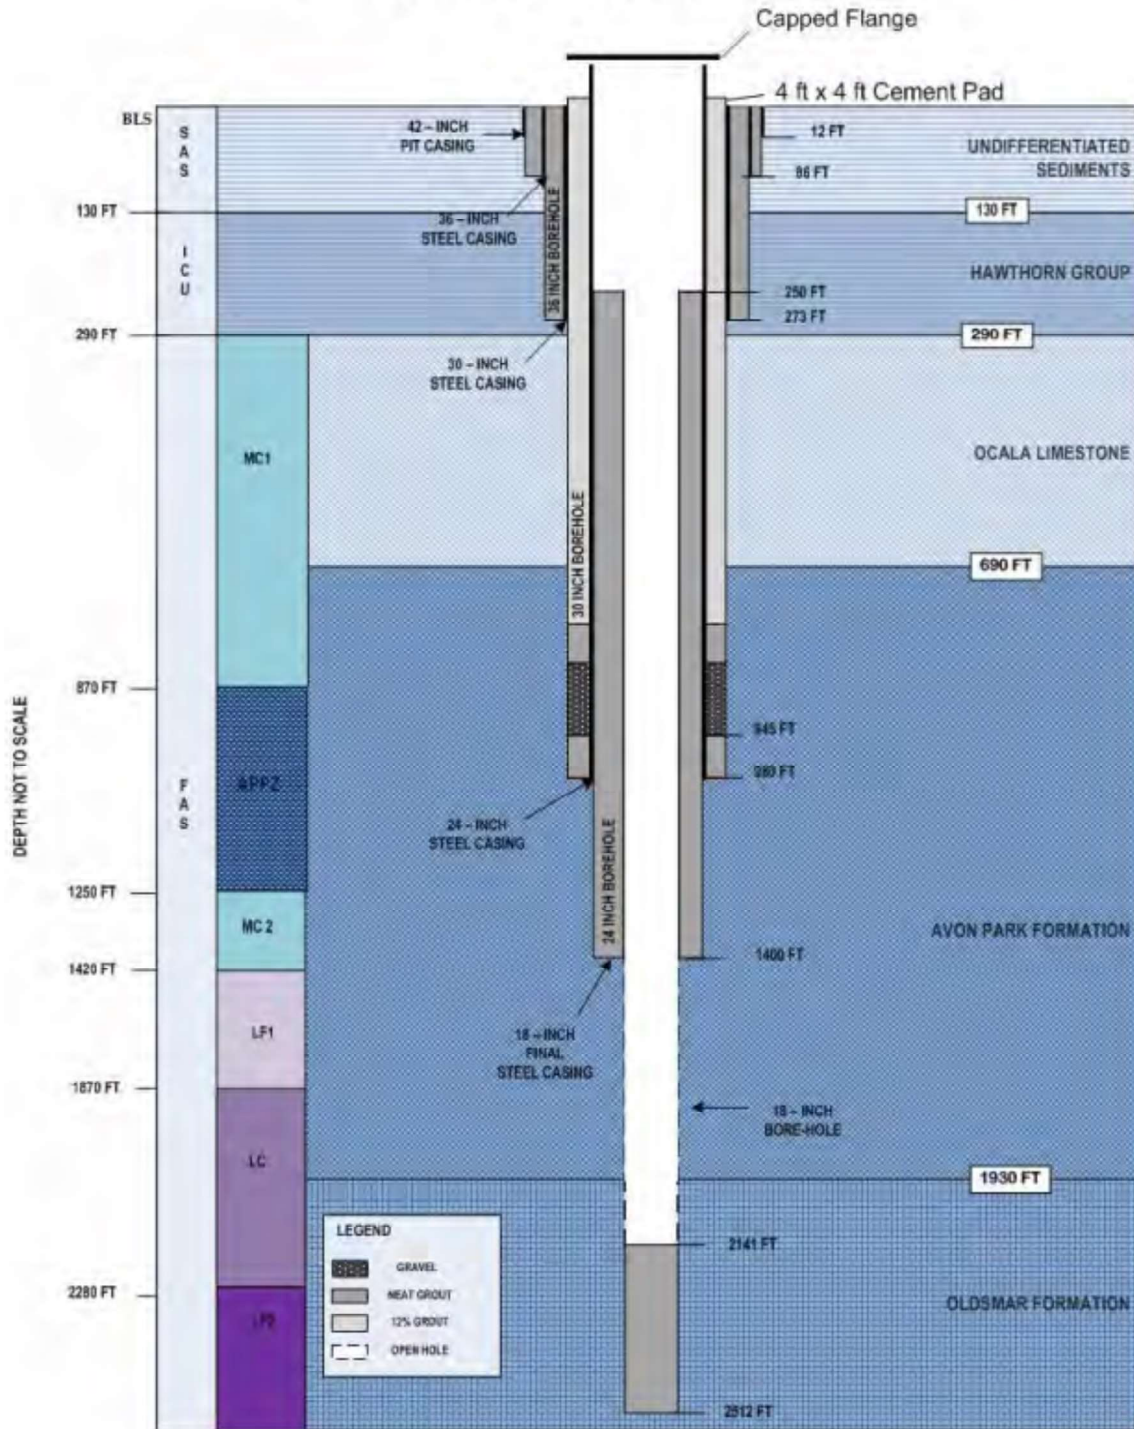 Capped Flange
4 ft x 4 ft Cement Pad
BLS
SAS
42 – INCH
PIT CASING
12 FT
UNDIFFERENTIATED
SEDIMENTS
86 FT
130 FT
130 FT
36 – INCH
STEEL CASING
36 INCH BOREHOLE
ICU
HAWTHORN GROUP
250 FT
273 FT
290 FT
290 FT
30 – INCH
STEEL CASING
MC1
OCALA LIMESTONE
30 INCH BOREHOLE
690 FT
870 FT
DEPTH NOT TO SCALE
945 FT
980 FT
APPZ
FAS
24 – INCH
STEEL CASING
24 INCH BOREHOLE
1250 FT
MC 2
AVON PARK FORMATION
1400 FT
1420 FT
LF1
18 – INCH
FINAL
STEEL CASING
1870 FT
18 – INCH
BORE-HOLE
LC
1930 FT
LEGEND
GRAVEL
NEAT GROUT
12% GROUT
OPEN HOLE
2141 FT
2280 FT
LF2
OLDSMAR FORMATION
2512 FT